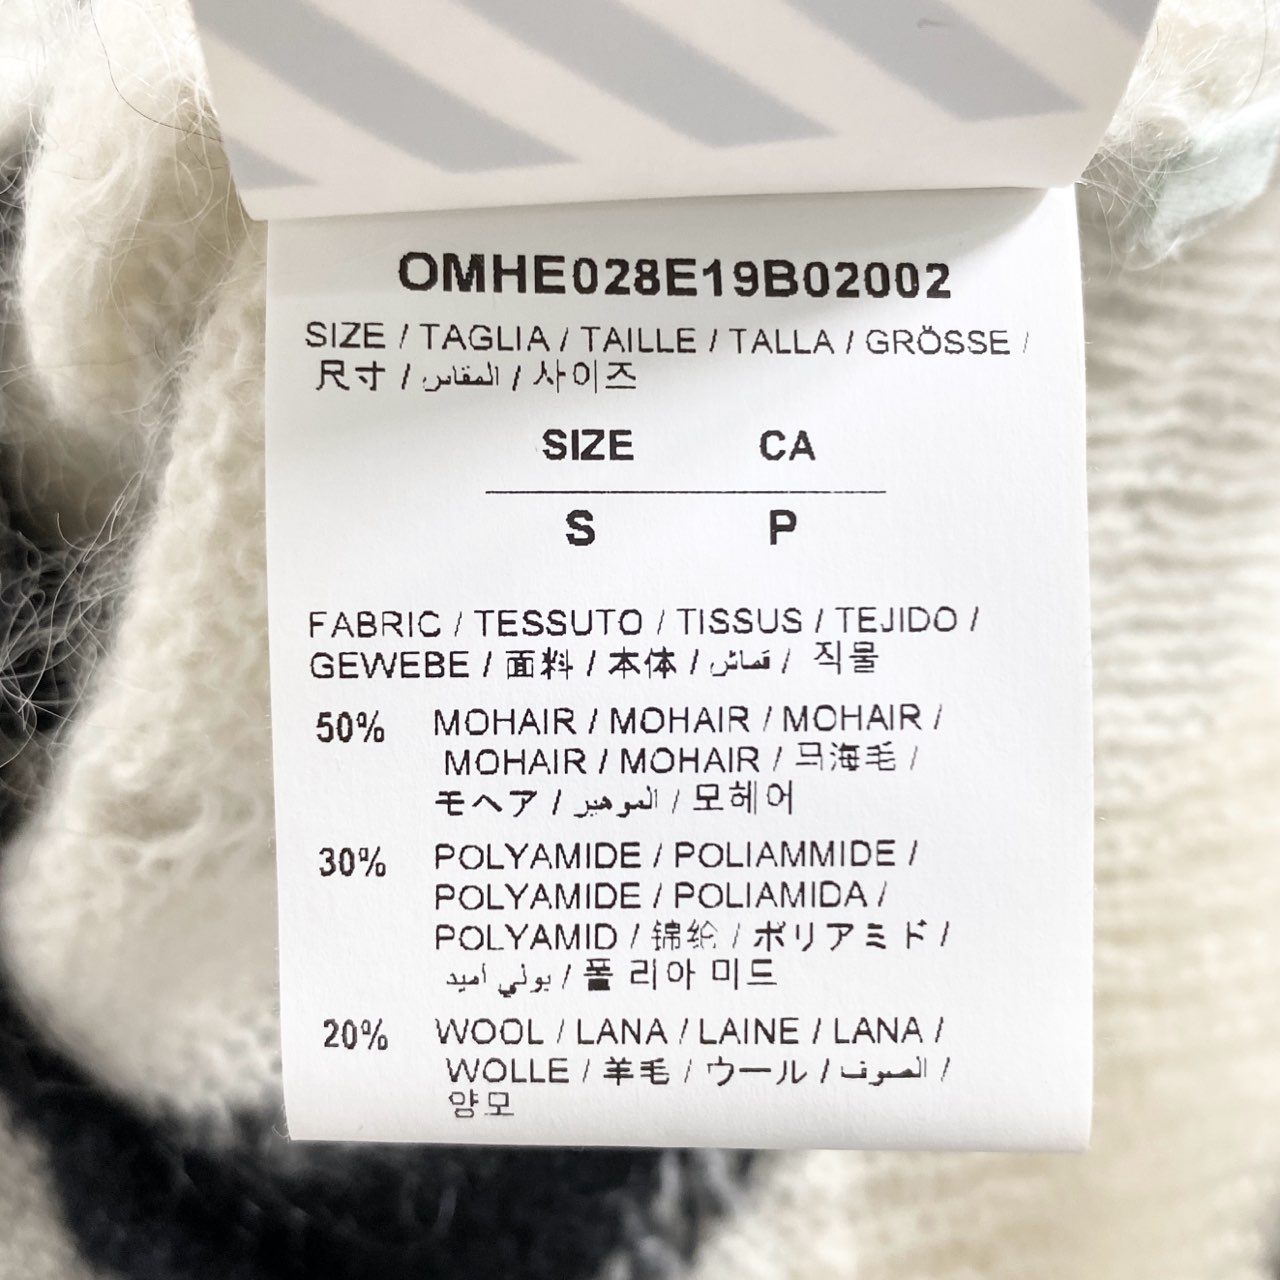 OMHE028E19B02002
SIZE / TAGLIA / TAILLE / TALLA / GRÖSSE /
尺寸 / المقاس / 사이즈
SIZE CA
S P
FABRIC / TESSUTO / TISSUS / TEJIDO /
GEWEBE / 面料 / 本体 / قماش / 직물
50% MOHAIR / MOHAIR / MOHAIR /
MOHAIR / MOHAIR / 马海毛 /
モヘア / الموهير / 모헤어
30% POLYAMIDE / POLIAMMIDE /
POLYAMIDE / POLIAMIDA /
POLYAMID / 锦纶 / ポリアミド /
بولي اميد / 폴 리아 미드
20% WOOL / LANA / LAINE / LANA /
WOLLE / 羊毛 / ウール / الصوف /
양모